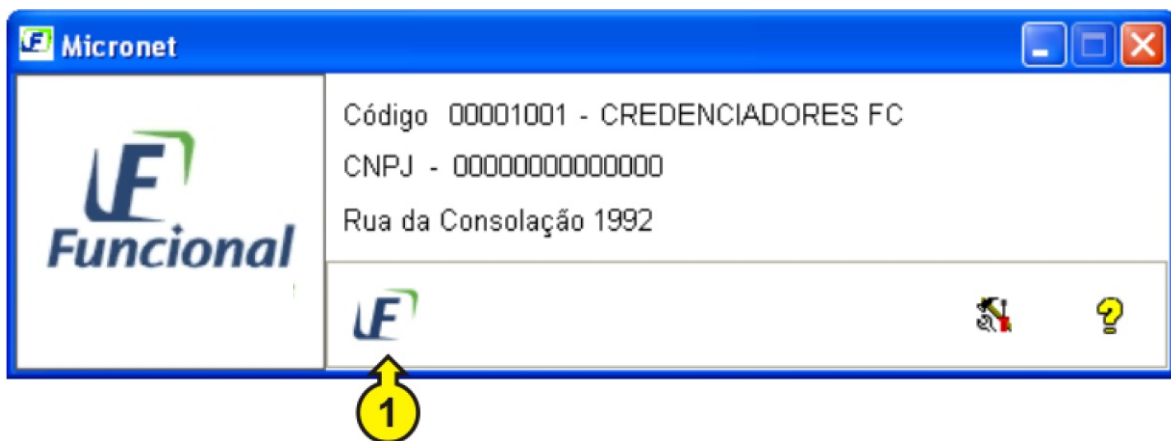 Micronet
Código 00001001 - CREDENCIADORES FC
CNPJ - 00000000000000
Rua da Consolação 1992
F
Funcional
F
1